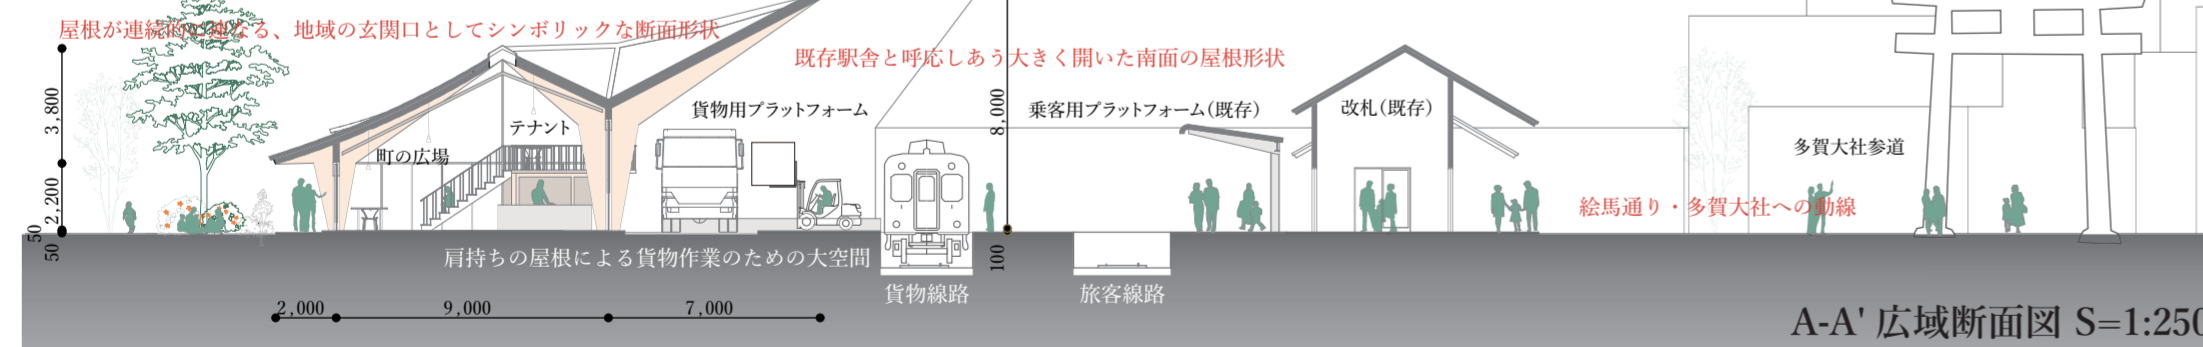 屋根が連続的に連なる、地域の玄関口としてシンボリックな断面形状
既存駅舎と呼応しあう大きく開いた南面の屋根形状
3,800
2,200
50
50
テナント
町の広場
貨物用プラットフォーム
8,000
100
乗客用プラットフォーム(既存)
改札(既存)
多賀大社参道
絵馬通り・多賀大社への動線
肩持ちの屋根による貨物作業のための大空間
貨物線路
旅客線路
2,000
9,000
7,000
A-A' 広域断面図 S=1:250